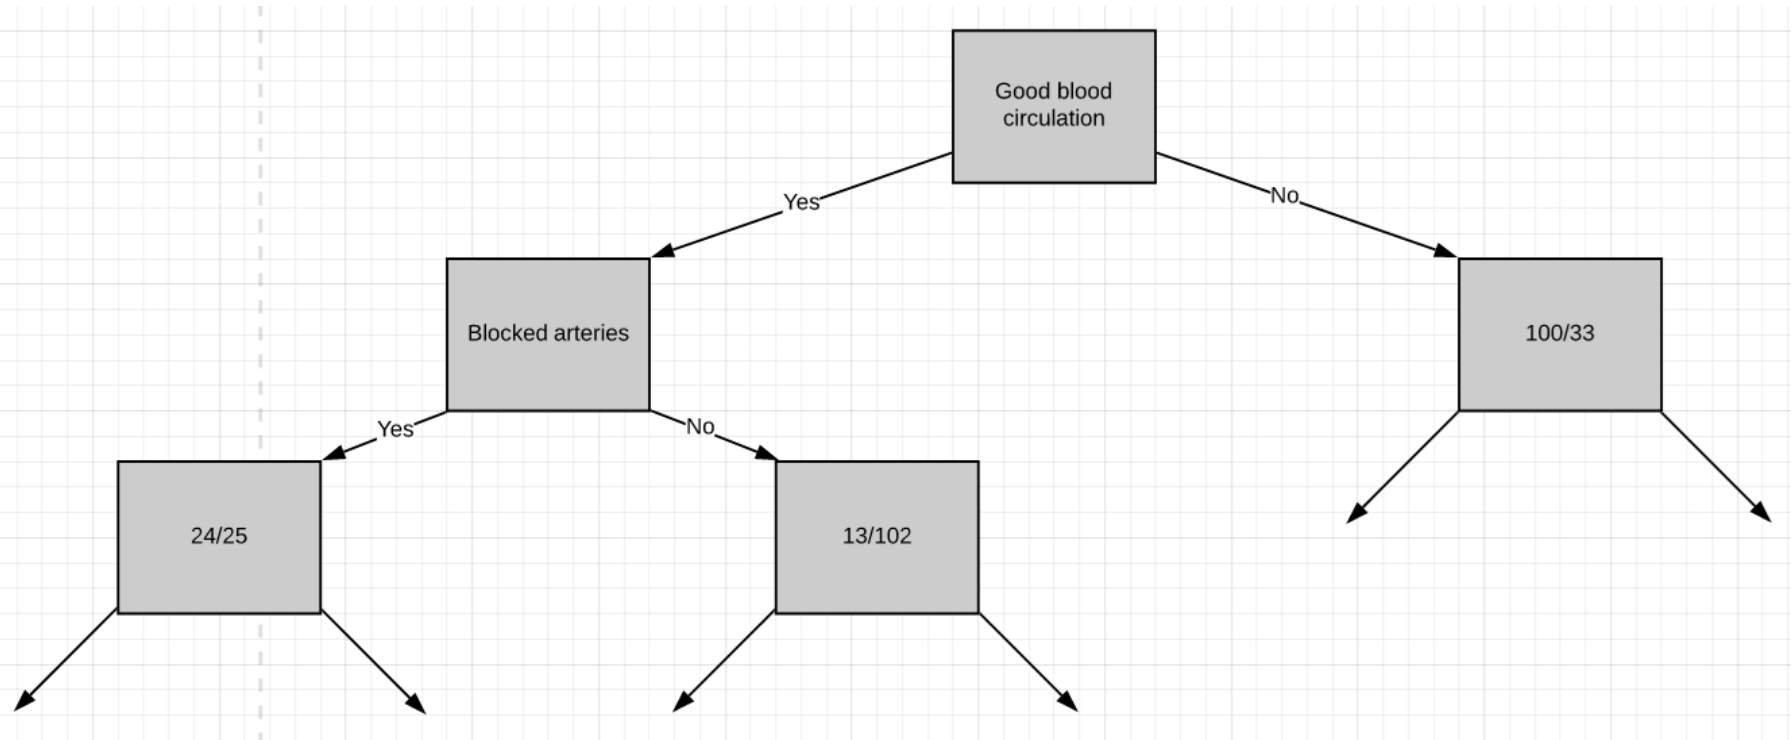 Good blood
circulation
Yes
No
Blocked arteries
100/33
Yes
No
24/25
13/102